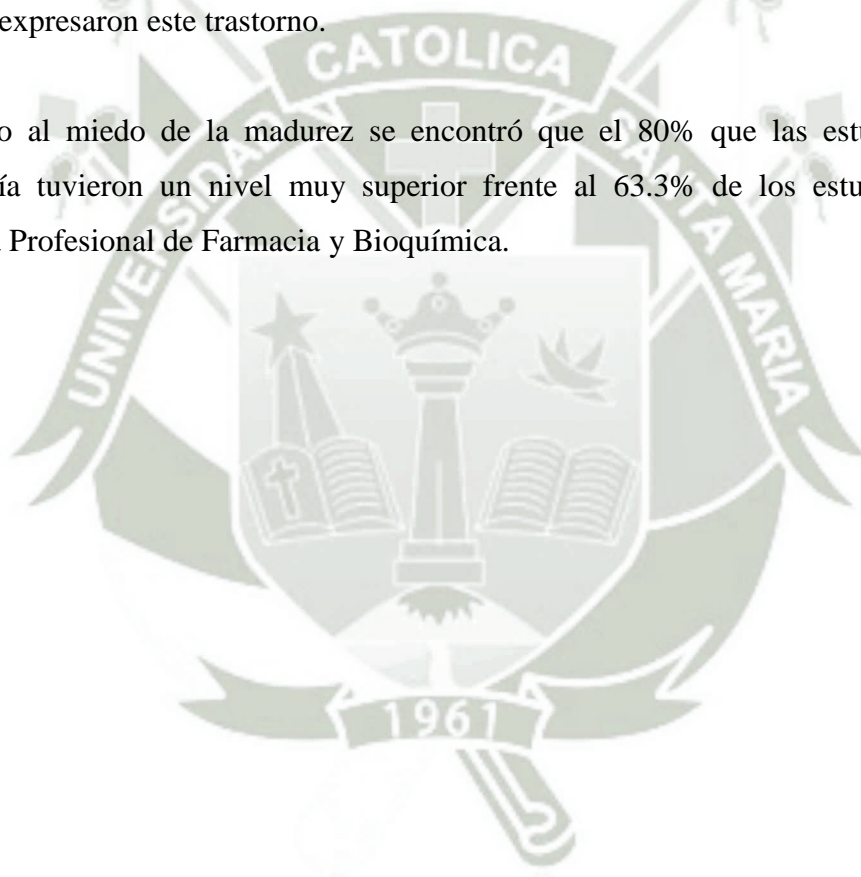 expresaron este trastorno.
o al miedo de la madurez se encontró que el 80% que las estu
ía tuvieron un nivel muy superior frente al 63.3% de los estu
Profesional de Farmacia y Bioquímica.
UNIVERSIDAD CATOLICA SANTA MARIA
1961